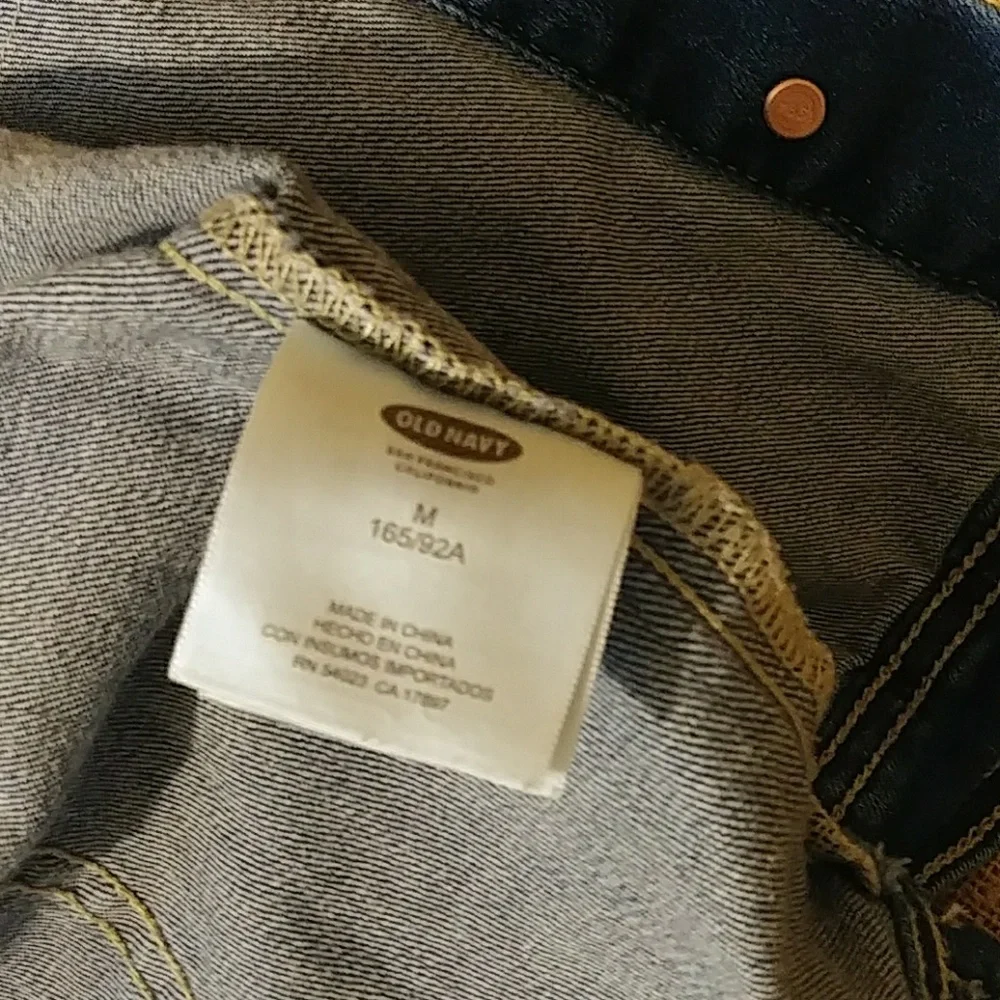 OLD NAVY
SAN FRANCISCO
CALIFORNIA
M
165/92A
MADE IN CHINA
HECHO EN CHINA
CON INSUMOS IMPORTADOS
RN 54023 CA 17897